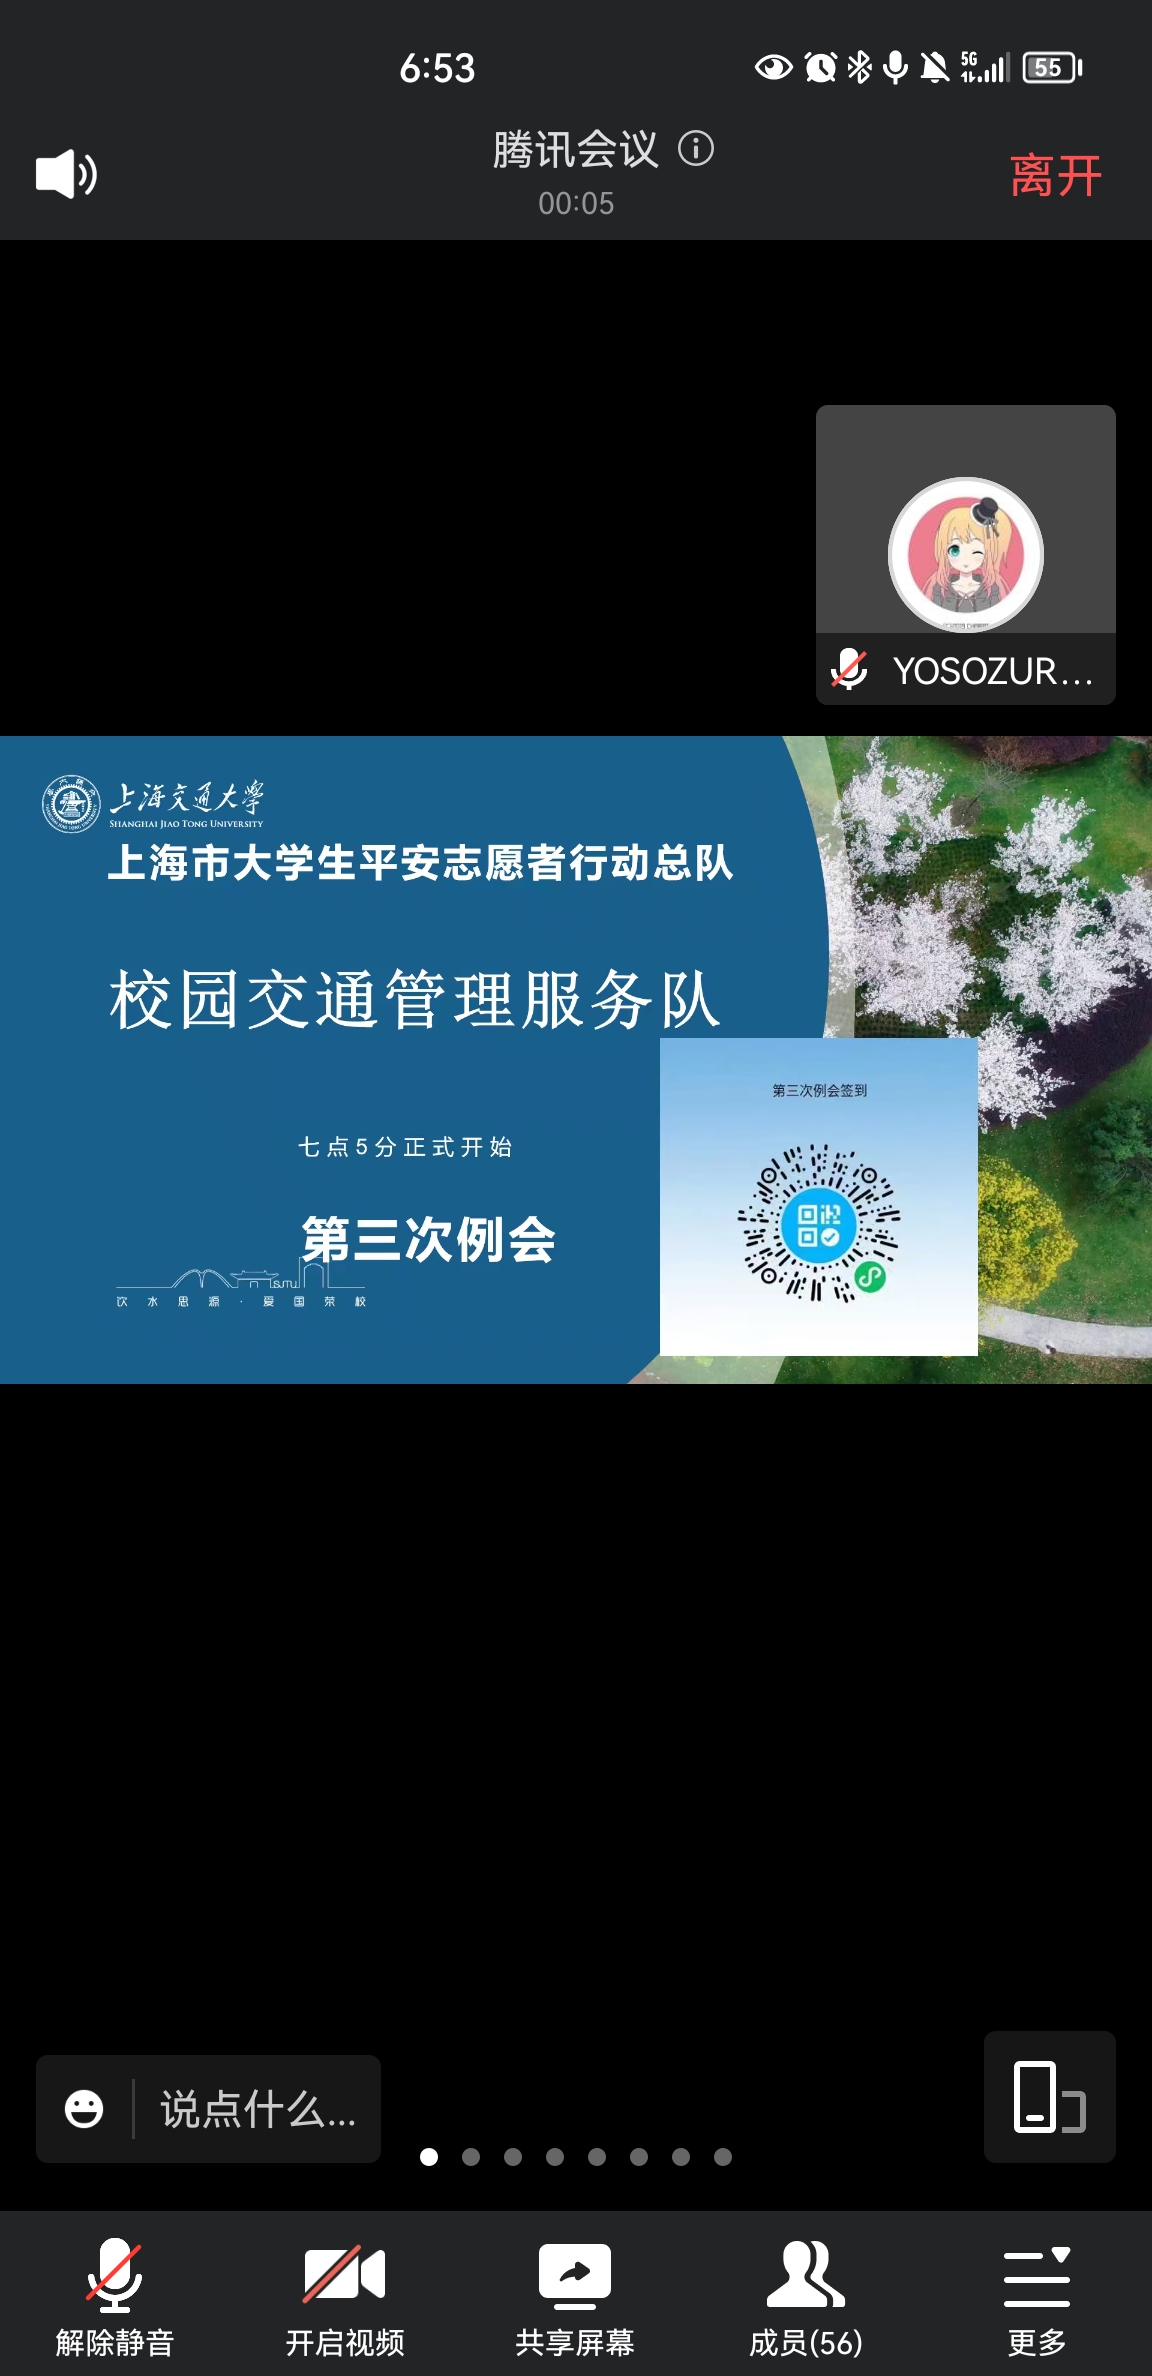 6:53
5G
55
腾讯会议
00:05
离开
YOSOZUR...
上海交通大学
SHANGHAI JIAO TONG UNIVERSITY
上海市大学生平安志愿者行动总队
校园交通管理服务队
第三次例会签到
七点5分正式开始
第三次例会
SJTU
饮水思源·爱国荣校
说点什么...
解除静音
开启视频
共享屏幕
成员(56)
更多